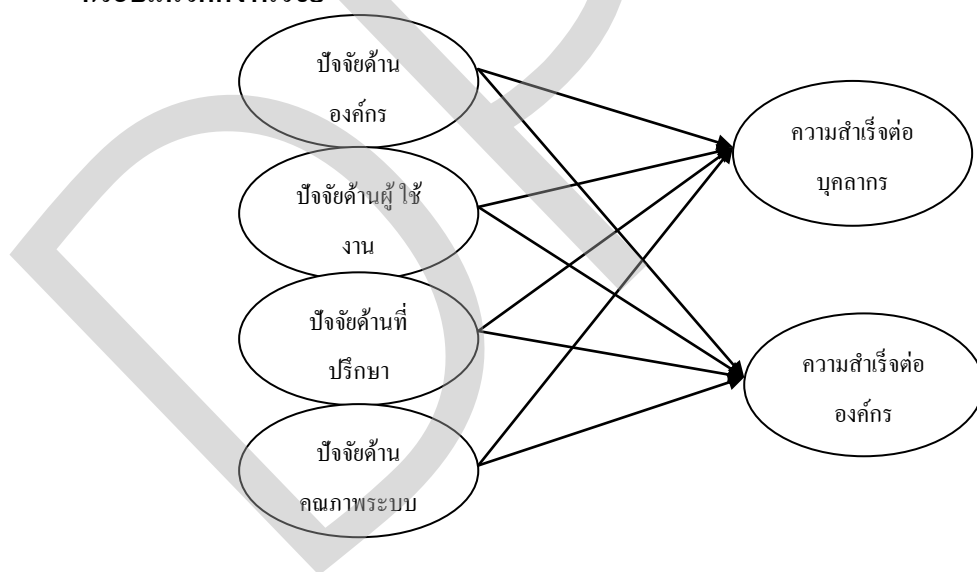 ปัจจัยด้าน
องค์กร
ปัจจัยด้านผู้ ใช้
งาน
ปัจจัยด้านที่
ปรึกษา
ปัจจัยด้าน
คุณภาพระบบ
ความสำเร็จต่อ
บุคลากร
ความสำเร็จต่อ
องค์กร